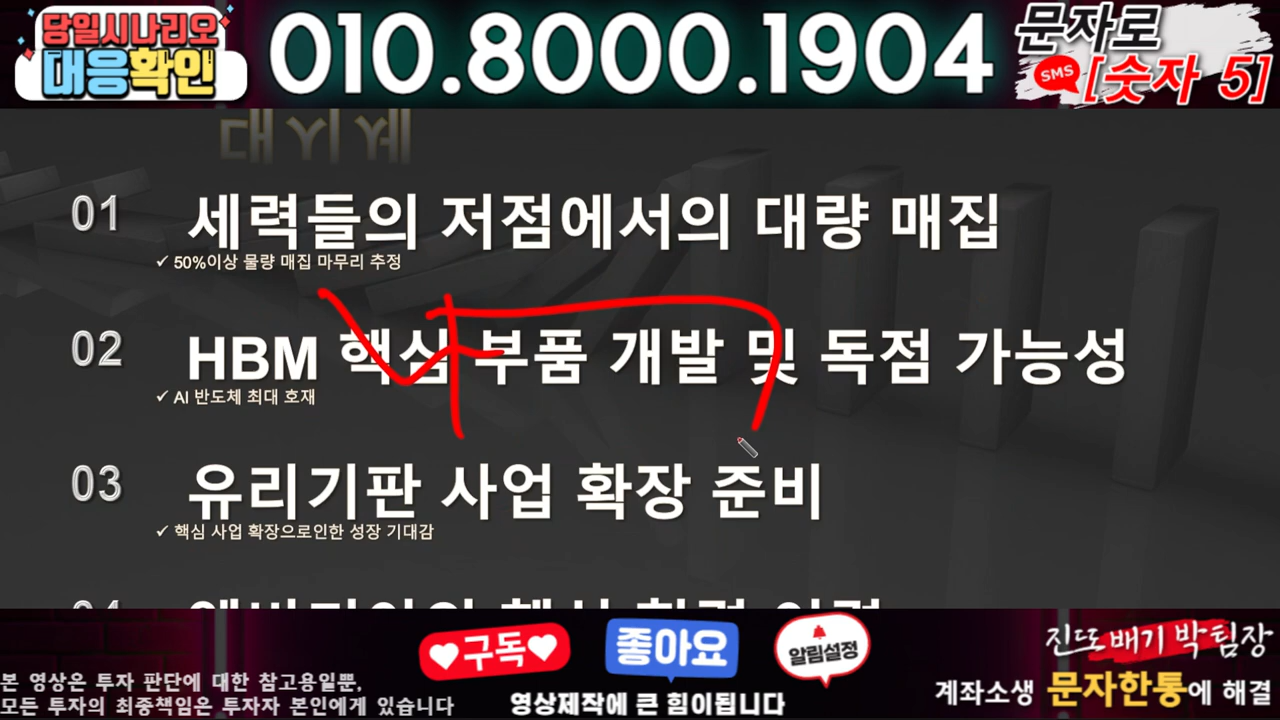 당일시나리오
대응확인
010.8000.1904
문자로
SMS
[숫자 5]
01
세력들의 저점에서의 대량 매집
✓ 50%이상 물량 매집 마무리 추정
02
HBM 핵심 부품 개발 및 독점 가능성
✓ AI 반도체 최대 호재
03
유리기판 사업 확장 준비
✓ 핵심 사업 확장으로인한 성장 기대감
구독
좋아요
알림설정
영상제작에 큰 힘이됩니다
본 영상은 투자 판단에 대한 참고용일뿐,
모든 투자의 최종책임은 투자자 본인에게 있습니다
진또배기 박팀장
계좌소생 문자한통에 해결